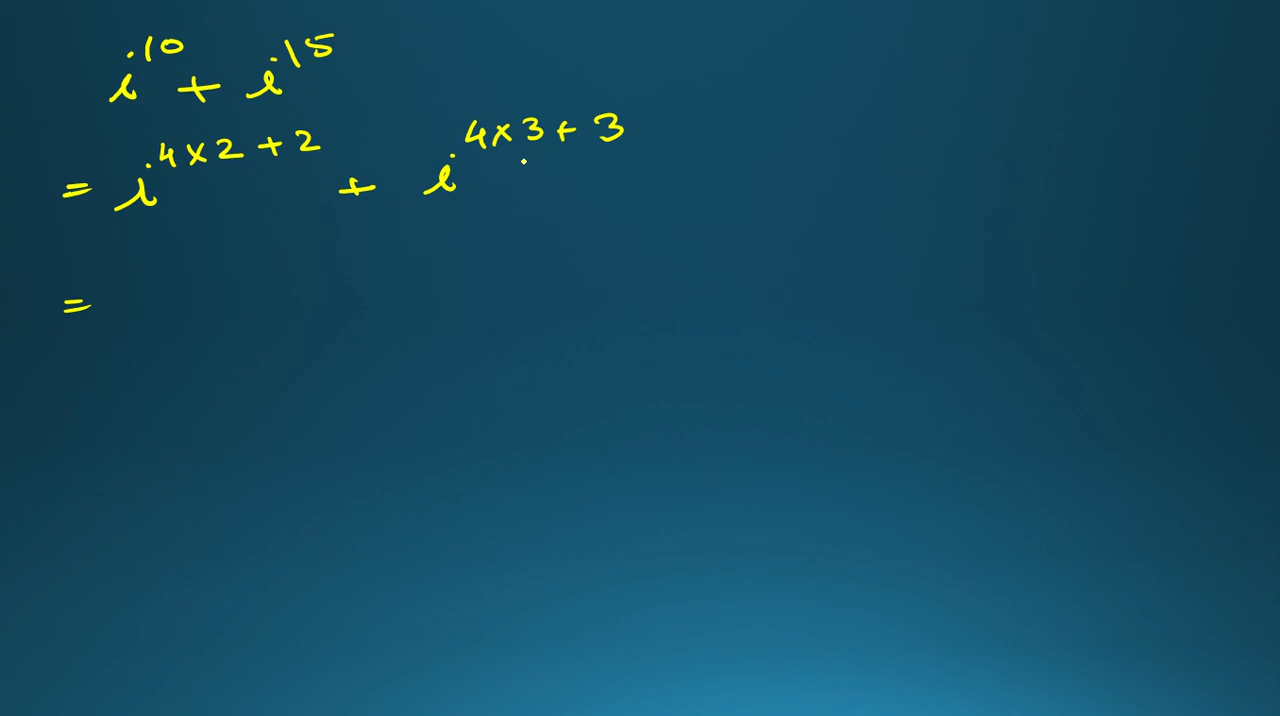 i^10 + i^15
= i^4×2+2 + i^4×3+3
=